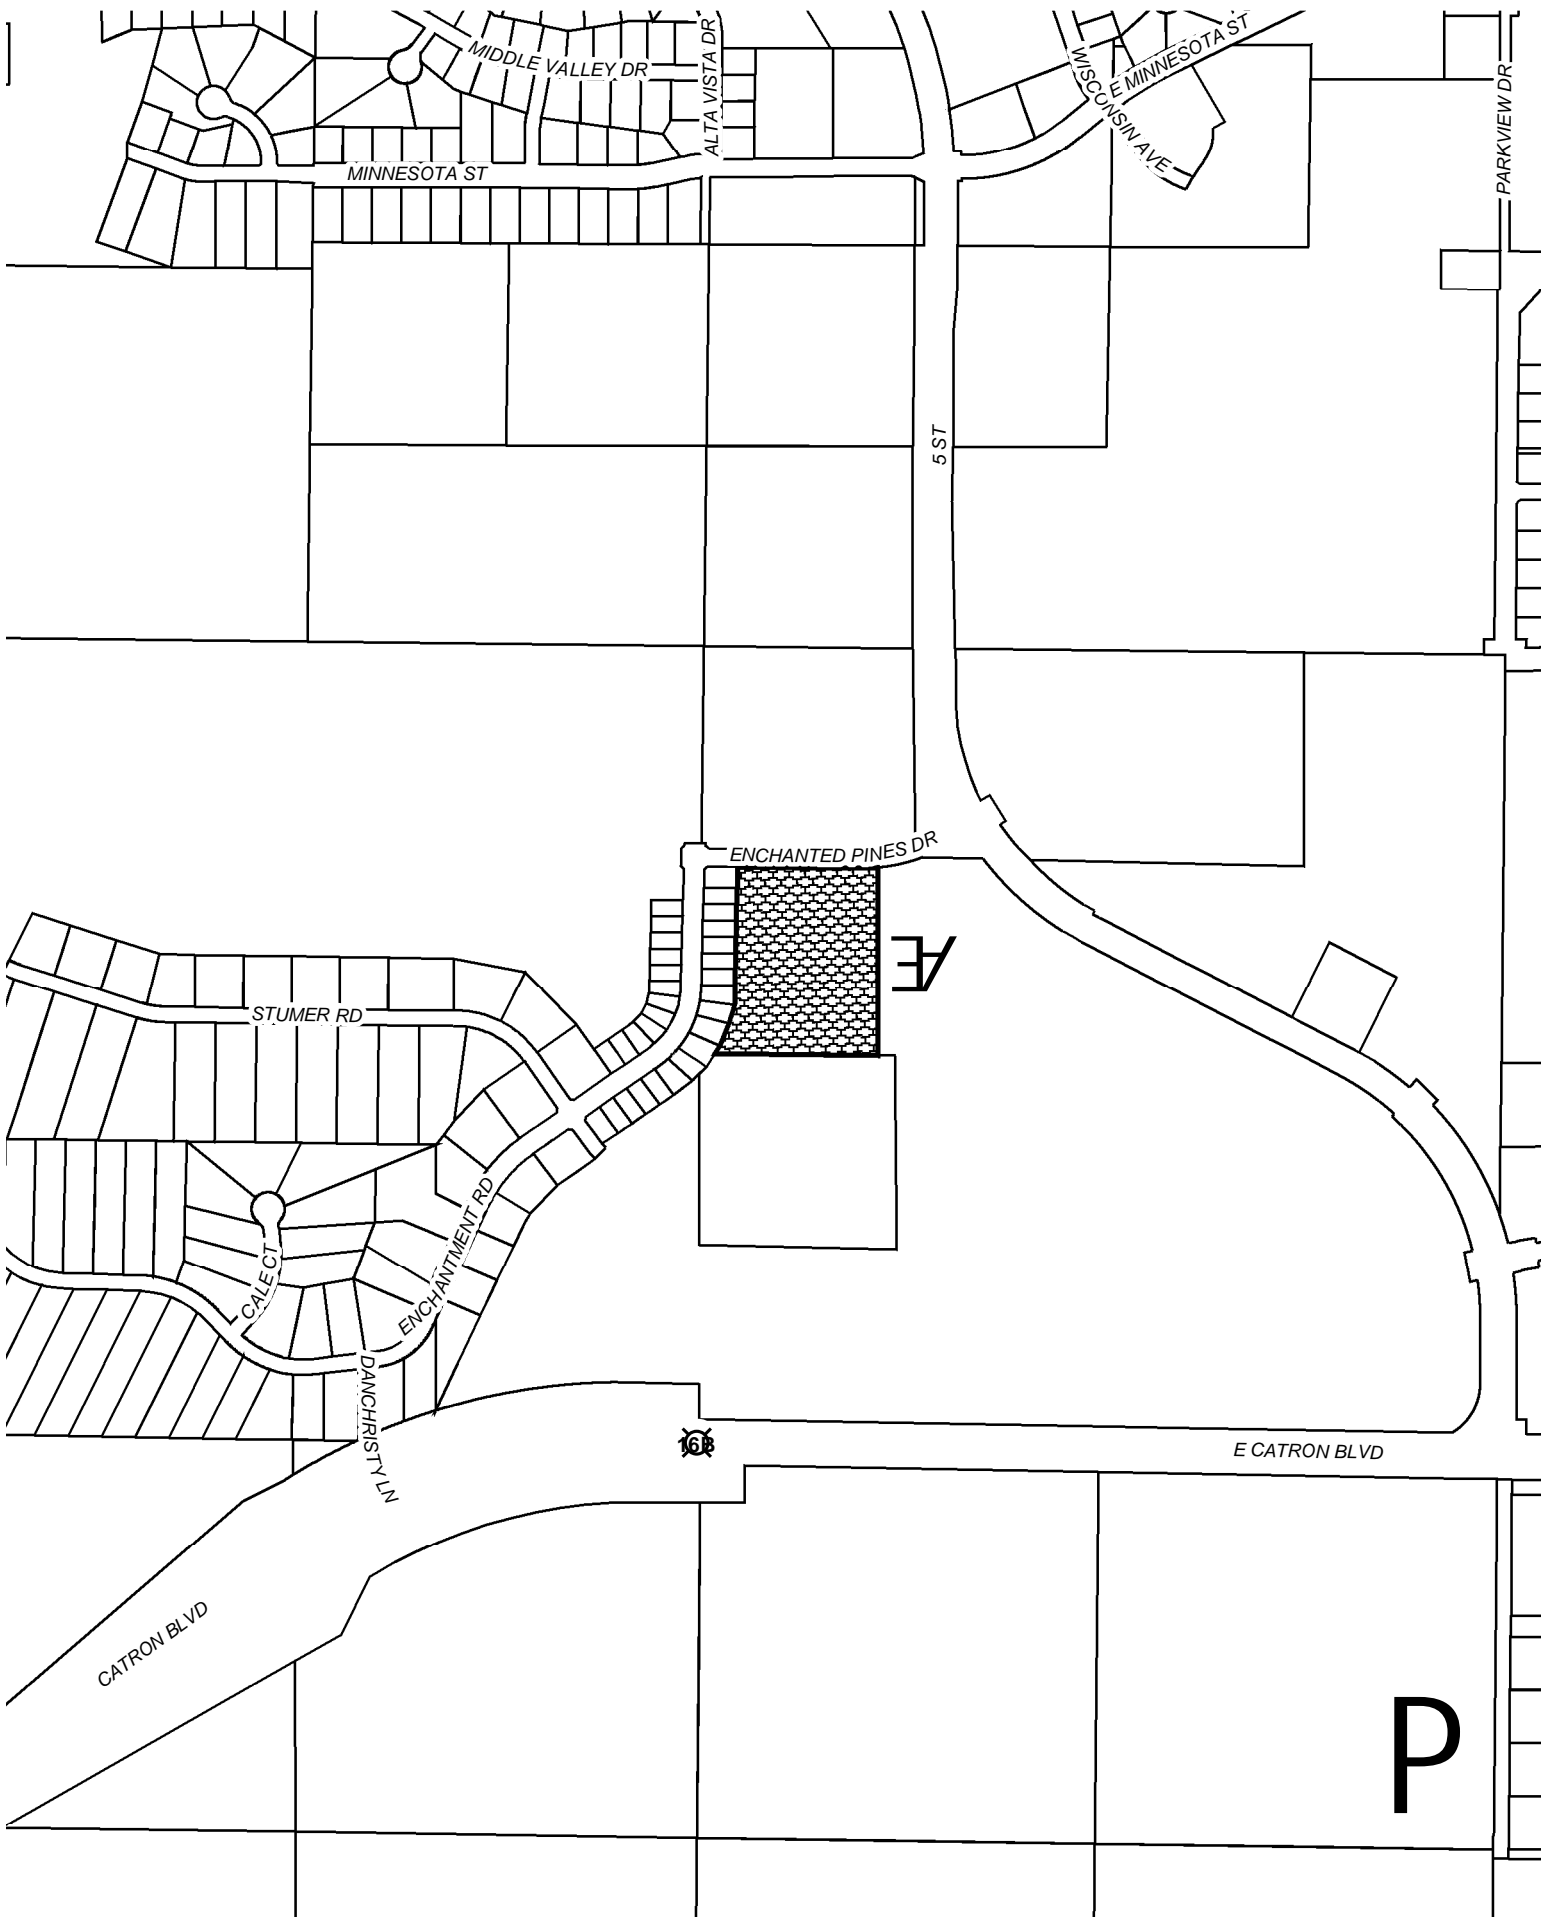 MIDDLE VALLEY DR
ALTA VISTA DR
WISCONSIN AVE
E MINNESOTA ST
PARKVIEW DR
MINNESOTA ST
5 ST
ENCHANTED PINES DR
Æ
STUMER RD
ENCHANTMENT RD
CALE CT
DANCHRISTY LN
16B
E CATRON BLVD
CATRON BLVD
P